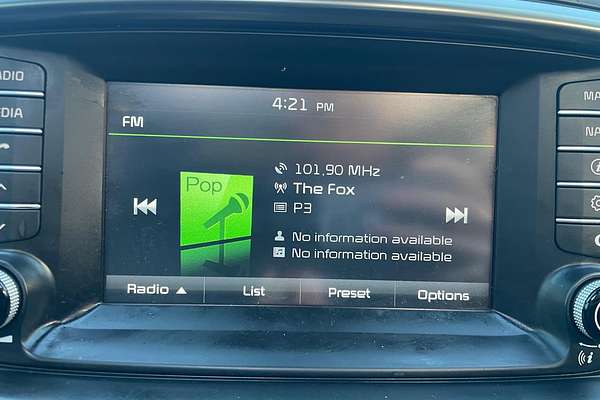 4:21 PM
FM
Pop
101.90 MHz
The Fox
P3
No information available
No information available
Radio ▲
List
Preset
Options